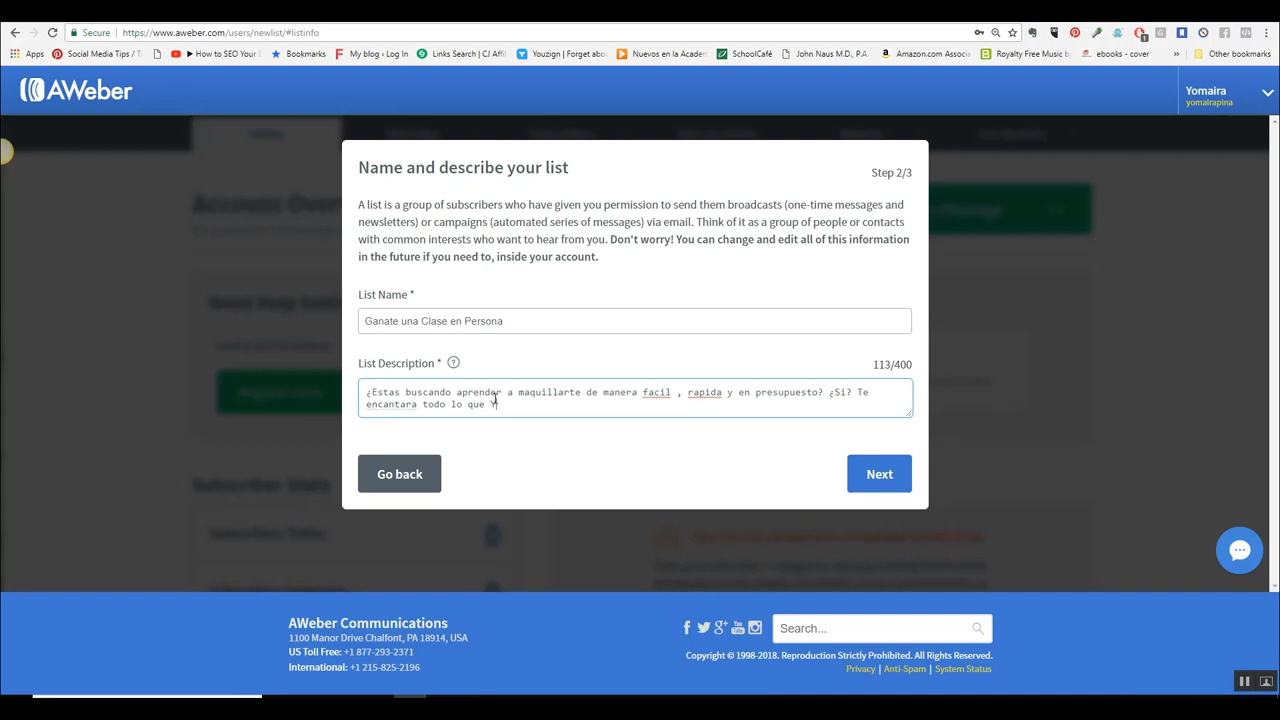 Secure https://www.aweber.com/users/newlist/#listinfo
Apps Social Media Tips / T How to SEO Your Bookmarks My blog ‹ Log In Links Search | CJ Affil Youzign | Forget abo Nuevos en la Acade SchoolCafé John Naus M.D., P.A. Amazon.com Associa Royalty Free Music b ebooks - cover Other bookmarks
AWeber
Yomaira
yomairapina
Name and describe your list
Step 2/3
A list is a group of subscribers who have given you permission to send them broadcasts (one-time messages and
newsletters) or campaigns (automated series of messages) via email. Think of it as a group of people or contacts
with common interests who want to hear from you. Don't worry! You can change and edit all of this information
in the future if you need to, inside your account.
List Name *
Ganate una Clase en Persona
List Description * ?
113/400
¿Estas buscando aprender a maquillarte de manera facil , rapida y en presupuesto? ¿Si? Te
encantara todo lo que Y
Go back
Next
AWeber Communications
1100 Manor Drive Chalfont, PA 18914, USA
US Toll Free: +1 877-293-2371
International: +1 215-825-2196
Search...
Copyright © 1998-2018. Reproduction Strictly Prohibited. All Rights Reserved.
Privacy | Anti-Spam | System Status